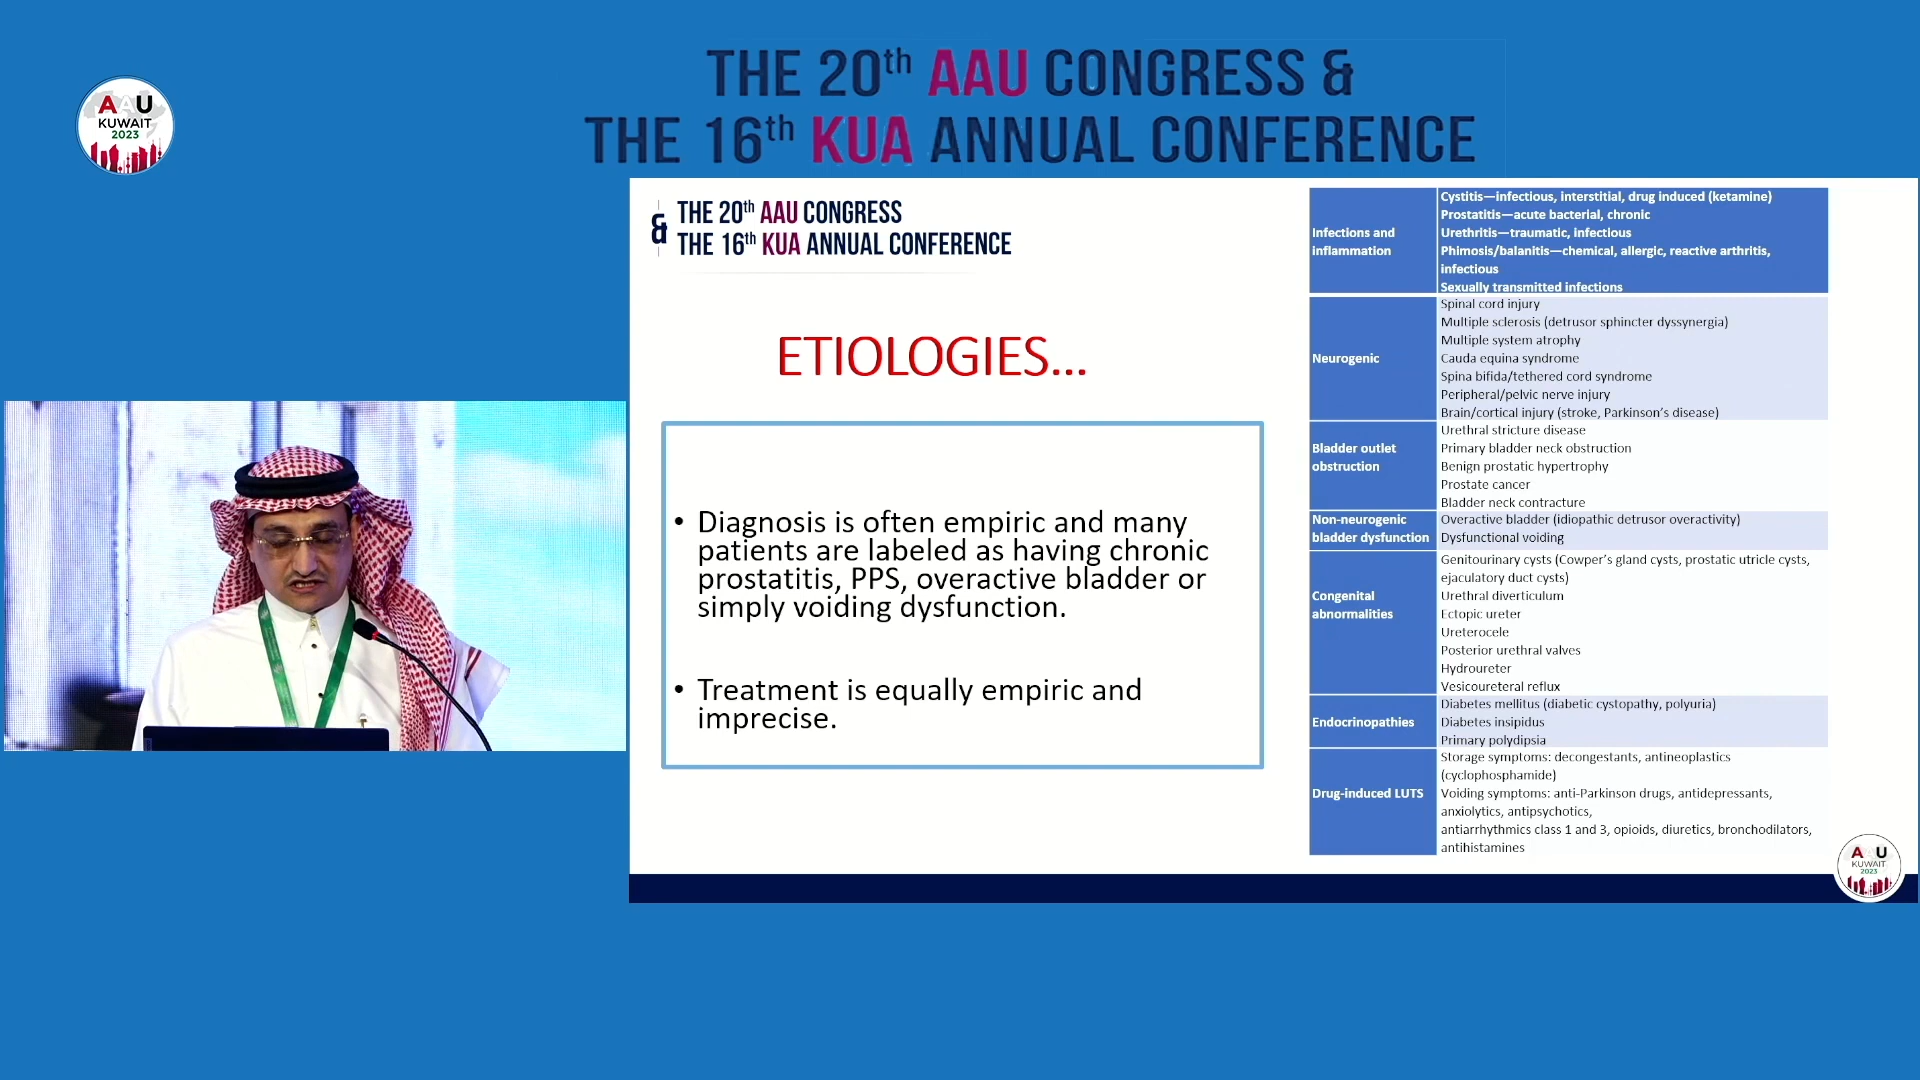 THE 20th AAU CONGRESS &
THE 16th KUA ANNUAL CONFERENCE
AAU
KUWAIT
2023
& THE 20th AAU CONGRESS
THE 16th KUA ANNUAL CONFERENCE
ETIOLOGIES...
• Diagnosis is often empiric and many
patients are labeled as having chronic
prostatitis, PPS, overactive bladder or
simply voiding dysfunction.
• Treatment is equally empiric and
imprecise.
Infections and
inflammation
Cystitis—infectious, interstitial, drug induced (ketamine)
Prostatitis—acute bacterial, chronic
Urethritis—traumatic, infectious
Phimosis/balanitis—chemical, allergic, reactive arthritis,
infectious
Sexually transmitted infections
Neurogenic
Spinal cord injury
Multiple sclerosis (detrusor sphincter dyssynergia)
Multiple system atrophy
Cauda equina syndrome
Spina bifida/tethered cord syndrome
Peripheral/pelvic nerve injury
Brain/cortical injury (stroke, Parkinson's disease)
Bladder outlet
obstruction
Urethral stricture disease
Primary bladder neck obstruction
Benign prostatic hypertrophy
Prostate cancer
Bladder neck contracture
Non-neurogenic
bladder dysfunction
Overactive bladder (idiopathic detrusor overactivity)
Dysfunctional voiding
Congenital
abnormalities
Genitourinary cysts (Cowper's gland cysts, prostatic utricle cysts,
ejaculatory duct cysts)
Urethral diverticulum
Ectopic ureter
Ureterocele
Posterior urethral valves
Hydroureter
Vesicoureteral reflux
Endocrinopathies
Diabetes mellitus (diabetic cystopathy, polyuria)
Diabetes insipidus
Primary polydipsia
Drug-induced LUTS
Storage symptoms: decongestants, antineoplastics
(cyclophosphamide)
Voiding symptoms: anti-Parkinson drugs, antidepressants,
anxiolytics, antipsychotics,
antiarrhythmics class 1 and 3, opioids, diuretics, bronchodilators,
antihistamines
AAU
KUWAIT
2023